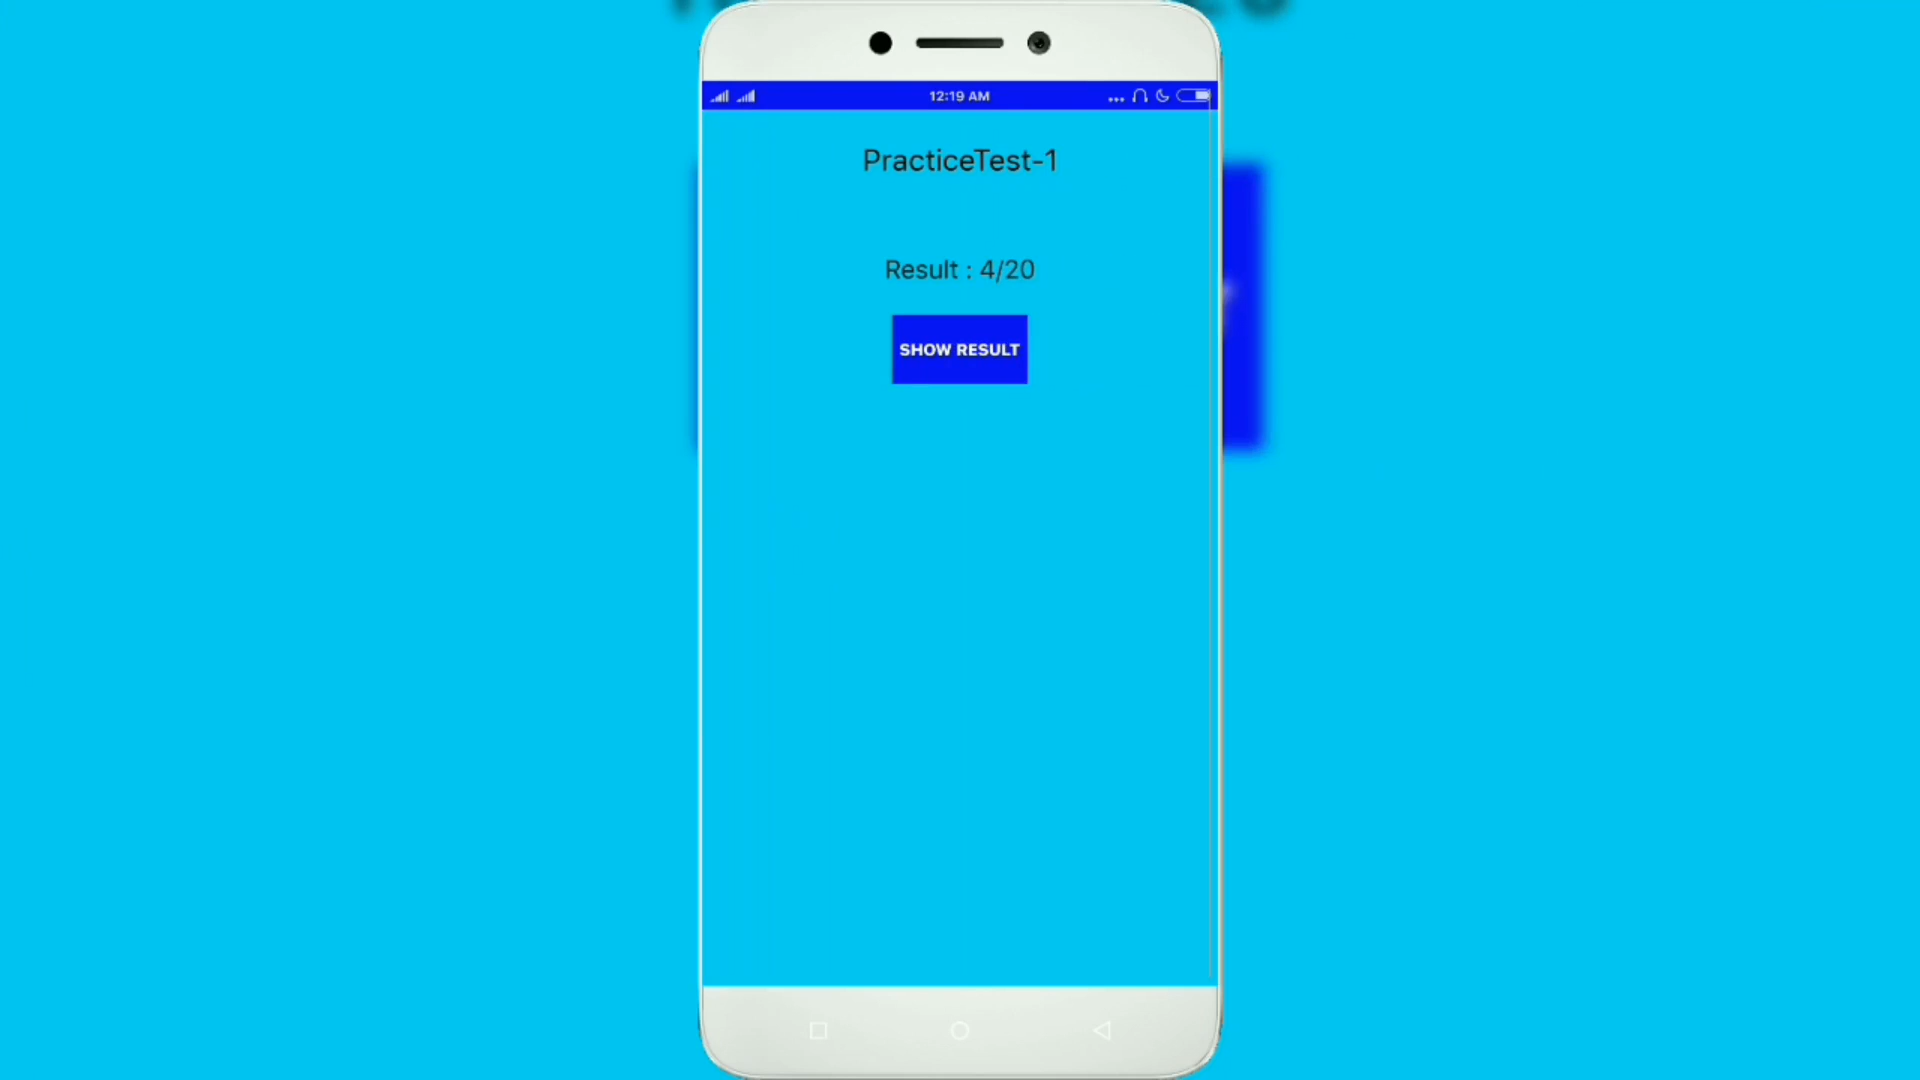 12:19 AM
PracticeTest-1
Result : 4/20
SHOW RESULT